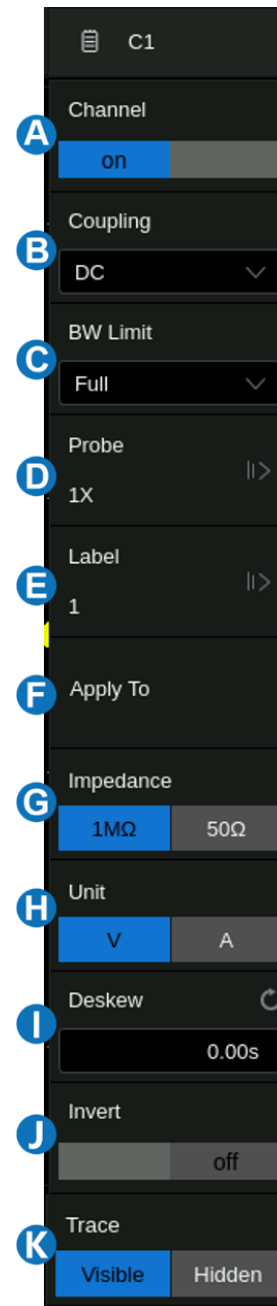 C1
A
Channel
on
B
Coupling
DC
C
BW Limit
Full
D
Probe
1X
E
Label
1
F
Apply To
G
Impedance
1MΩ 50Ω
H
Unit
V A
I
Deskew
0.00s
J
Invert
off
K
Trace
Visible Hidden